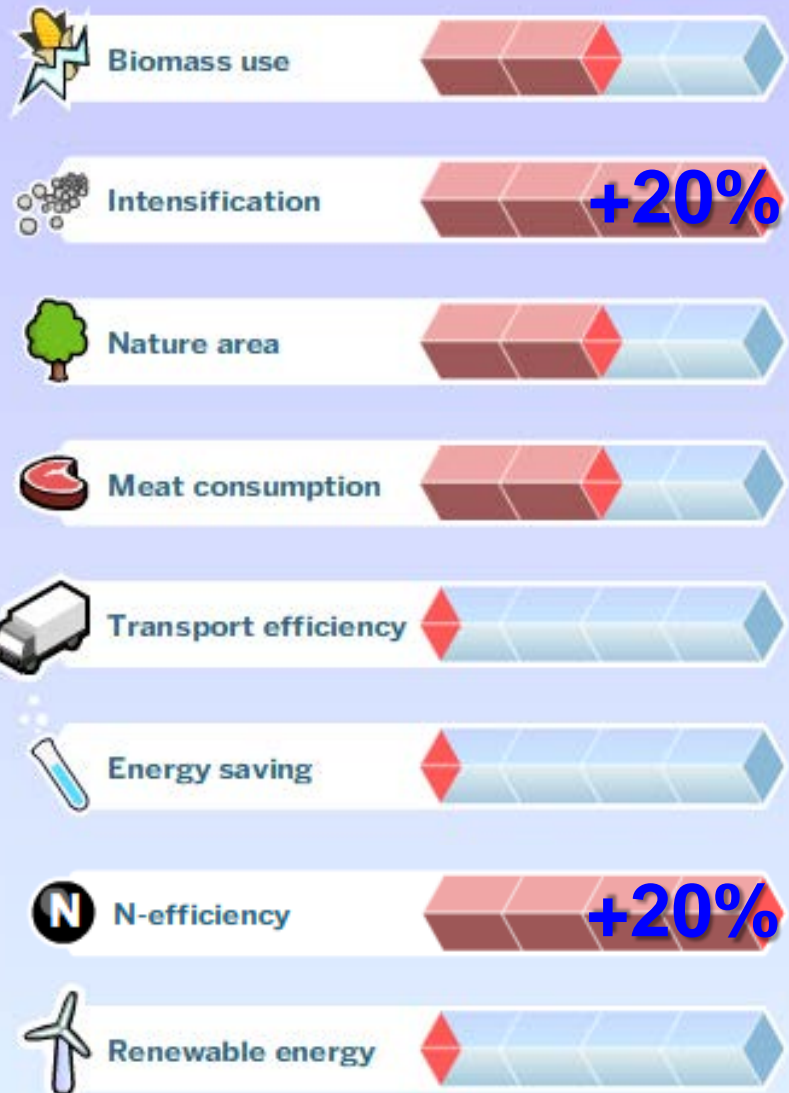 Biomass use
Intensification +20%
Nature area
Meat consumption
Transport efficiency
Energy saving
N N-efficiency +20%
Renewable energy